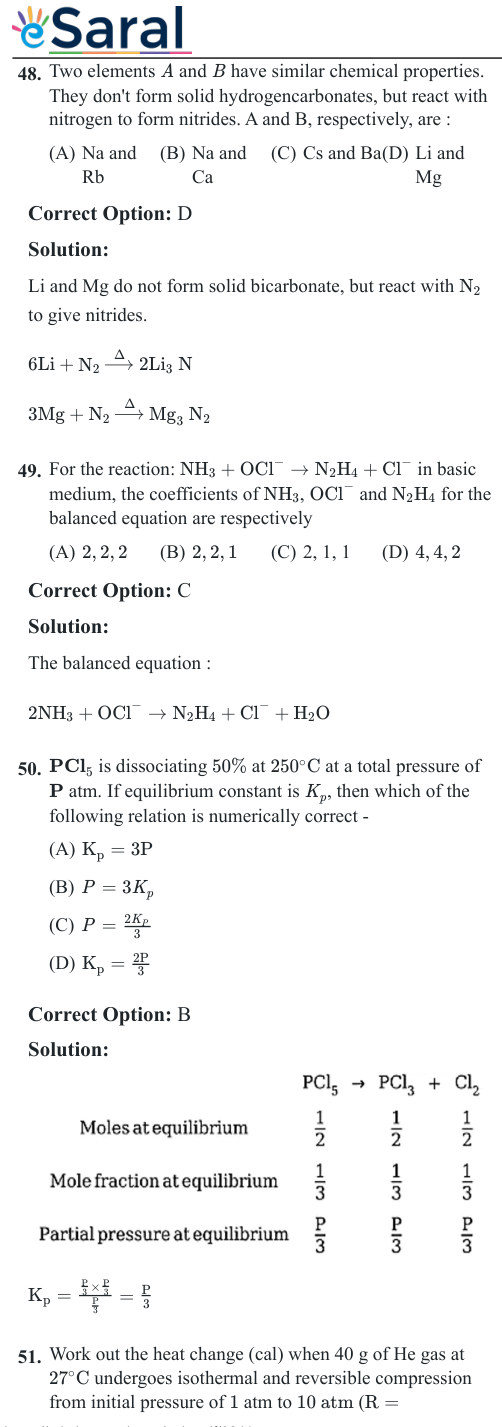 eSaral
48. Two elements A and B have similar chemical properties.
They don't form solid hydrogencarbonates, but react with
nitrogen to form nitrides. A and B, respectively, are :
(A) Na and (B) Na and (C) Cs and Ba(D) Li and
Rb Ca Mg
Correct Option: D
Solution:
Li and Mg do not form solid bicarbonate, but react with N₂
to give nitrides.
6Li + N₂ —Δ→ 2Li₃ N
3Mg + N₂ —Δ→ Mg₃ N₂
49. For the reaction: NH₃ + OCl⁻ → N₂H₄ + Cl⁻ in basic
medium, the coefficients of NH₃, OCl⁻ and N₂H₄ for the
balanced equation are respectively
(A) 2, 2, 2 (B) 2, 2, 1 (C) 2, 1, 1 (D) 4, 4, 2
Correct Option: C
Solution:
The balanced equation :
2NH₃ + OCl⁻ → N₂H₄ + Cl⁻ + H₂O
50. PCl₅ is dissociating 50% at 250°C at a total pressure of
P atm. If equilibrium constant is Kₚ, then which of the
following relation is numerically correct -
(A) Kₚ = 3P
(B) P = 3Kₚ
(C) P = 2K_P/3
(D) Kₚ = 2P/3
Correct Option: B
Solution:
PCl₅ → PCl₃ + Cl₂
Moles at equilibrium 1/2 1/2 1/2
Mole fraction at equilibrium 1/3 1/3 1/3
Partial pressure at equilibrium P/3 P/3 P/3
Kₚ = (P/3 × P/3)/(P/3) = P/3
51. Work out the heat change (cal) when 40 g of He gas at
27°C undergoes isothermal and reversible compression
from initial pressure of 1 atm to 10 atm (R =